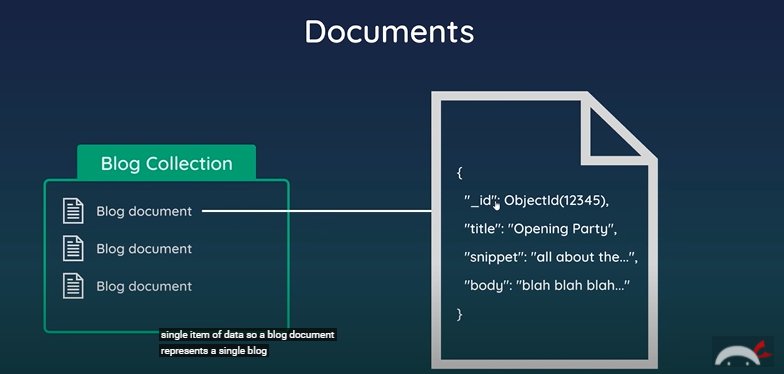 Documents
Blog Collection
Blog document
Blog document
Blog document
{
"_id": ObjectId(12345),
"title": "Opening Party",
"snippet": "all about the...",
"body": "blah blah blah..."
}
single item of data so a blog document
represents a single blog